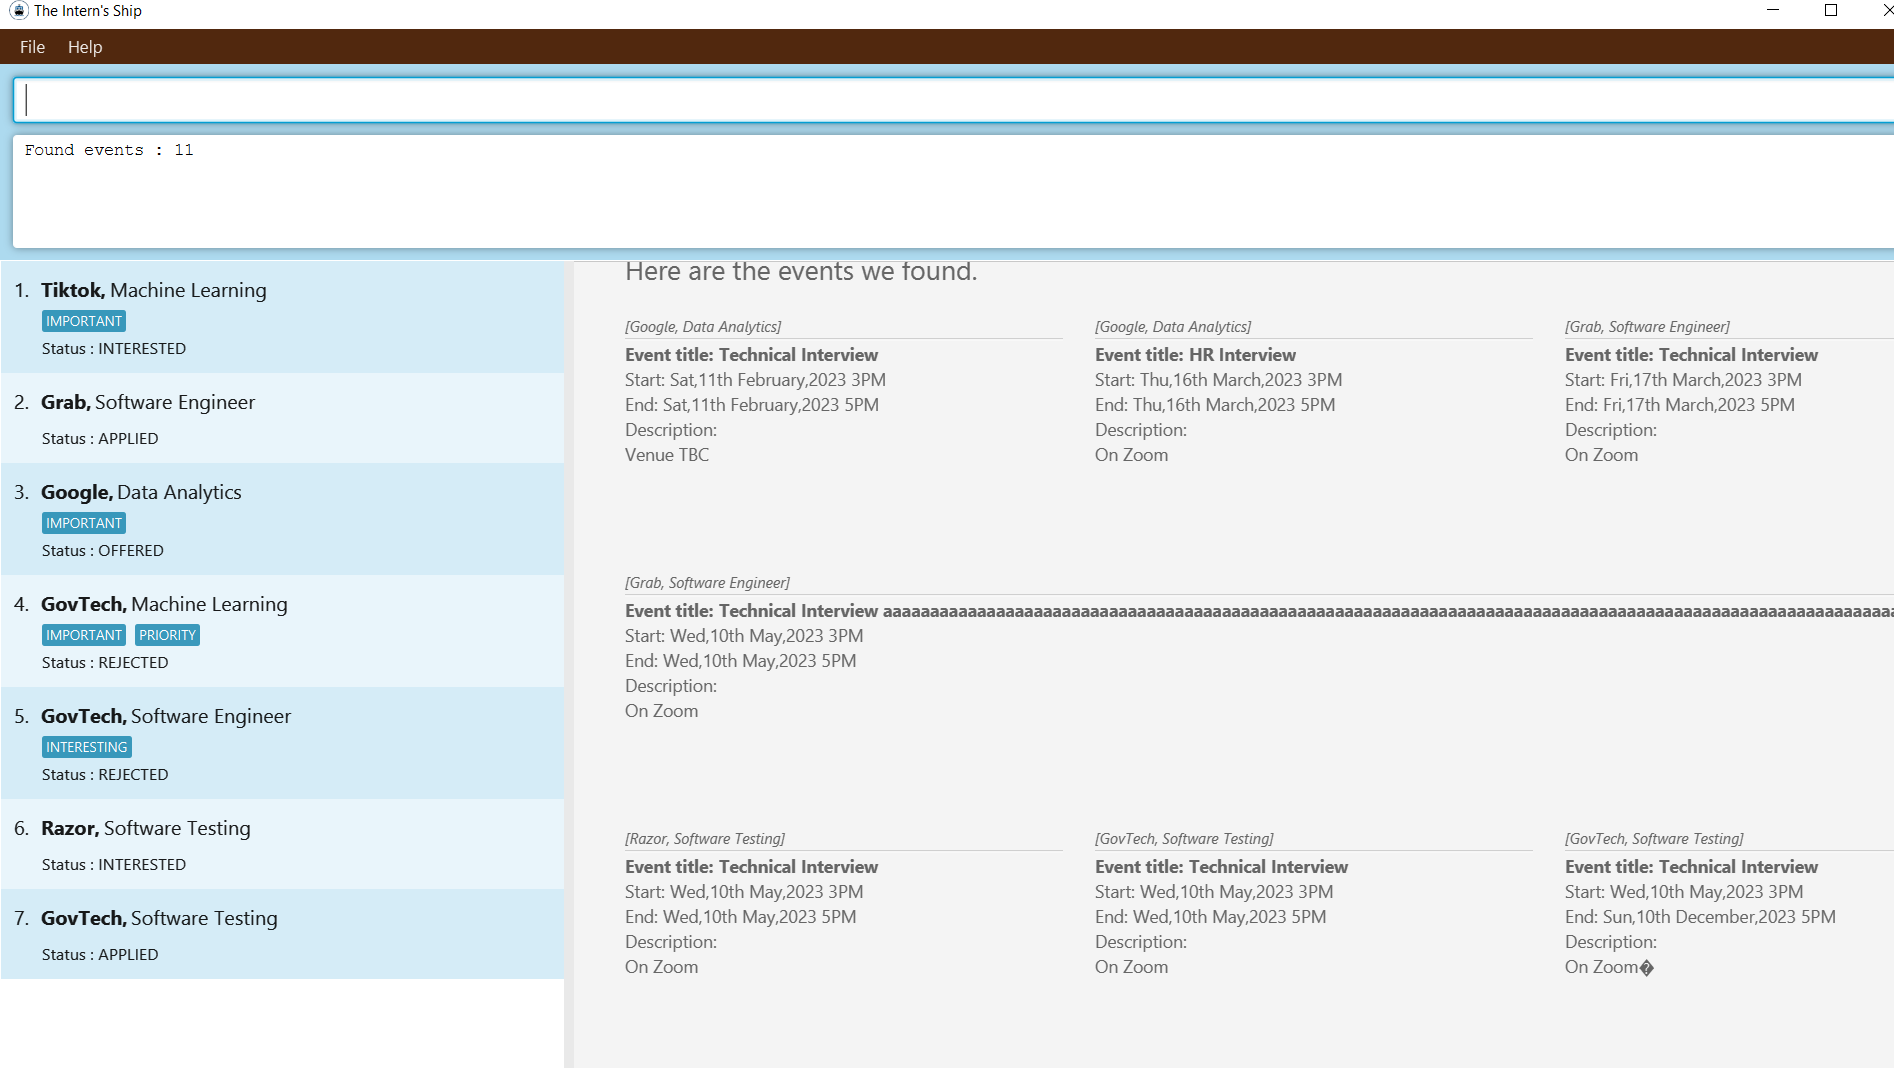 The Intern's Ship
File Help
Found events : 11
1. Tiktok, Machine Learning
IMPORTANT
Status : INTERESTED
2. Grab, Software Engineer
Status : APPLIED
3. Google, Data Analytics
IMPORTANT
Status : OFFERED
4. GovTech, Machine Learning
IMPORTANT PRIORITY
Status : REJECTED
5. GovTech, Software Engineer
INTERESTING
Status : REJECTED
6. Razor, Software Testing
Status : INTERESTED
7. GovTech, Software Testing
Status : APPLIED
Here are the events we found.
[Google, Data Analytics]
Event title: Technical Interview
Start: Sat,11th February,2023 3PM
End: Sat,11th February,2023 5PM
Description:
Venue TBC
[Google, Data Analytics]
Event title: HR Interview
Start: Thu,16th March,2023 3PM
End: Thu,16th March,2023 5PM
Description:
On Zoom
[Grab, Software Engineer]
Event title: Technical Interview
Start: Fri,17th March,2023 3PM
End: Fri,17th March,2023 5PM
Description:
On Zoom
[Grab, Software Engineer]
Event title: Technical Interview
Start: Wed,10th May,2023 3PM
End: Wed,10th May,2023 5PM
Description:
On Zoom
[Razor, Software Testing]
Event title: Technical Interview
Start: Wed,10th May,2023 3PM
End: Wed,10th May,2023 5PM
Description:
On Zoom
[GovTech, Software Testing]
Event title: Technical Interview
Start: Wed,10th May,2023 3PM
End: Wed,10th May,2023 5PM
Description:
On Zoom
[GovTech, Software Testing]
Event title: Technical Interview
Start: Wed,10th May,2023 3PM
End: Sun,10th December,2023 5PM
Description:
On Zoom�